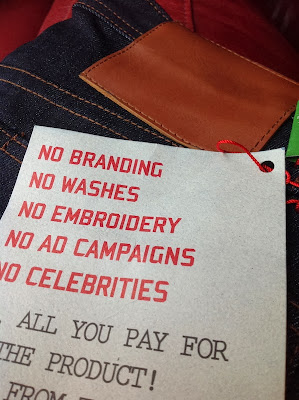 NO BRANDING
NO WASHES
NO EMBROIDERY
NO AD CAMPAIGNS
NO CELEBRITIES
ALL YOU PAY FOR
THE PRODUCT!
FROM